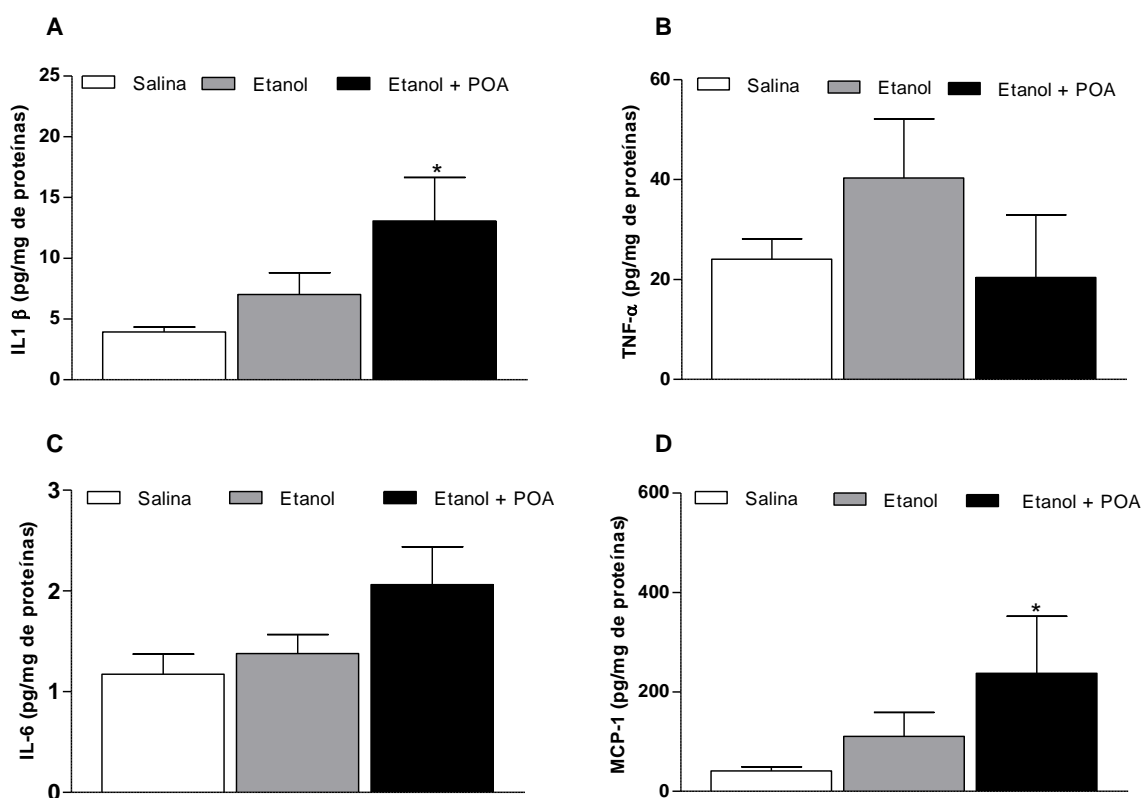 A
IL1 β (pg/mg de proteínas)
25
20
15
10
5
0
Salina Etanol Etanol + POA
*
B
TNF-α (pg/mg de proteínas)
60
40
20
0
Salina Etanol Etanol + POA
C
IL-6 (pg/mg de proteínas)
3
2
1
0
Salina Etanol Etanol + POA
D
MCP-1 (pg/mg de proteínas)
600
400
200
0
Salina Etanol Etanol + POA
*